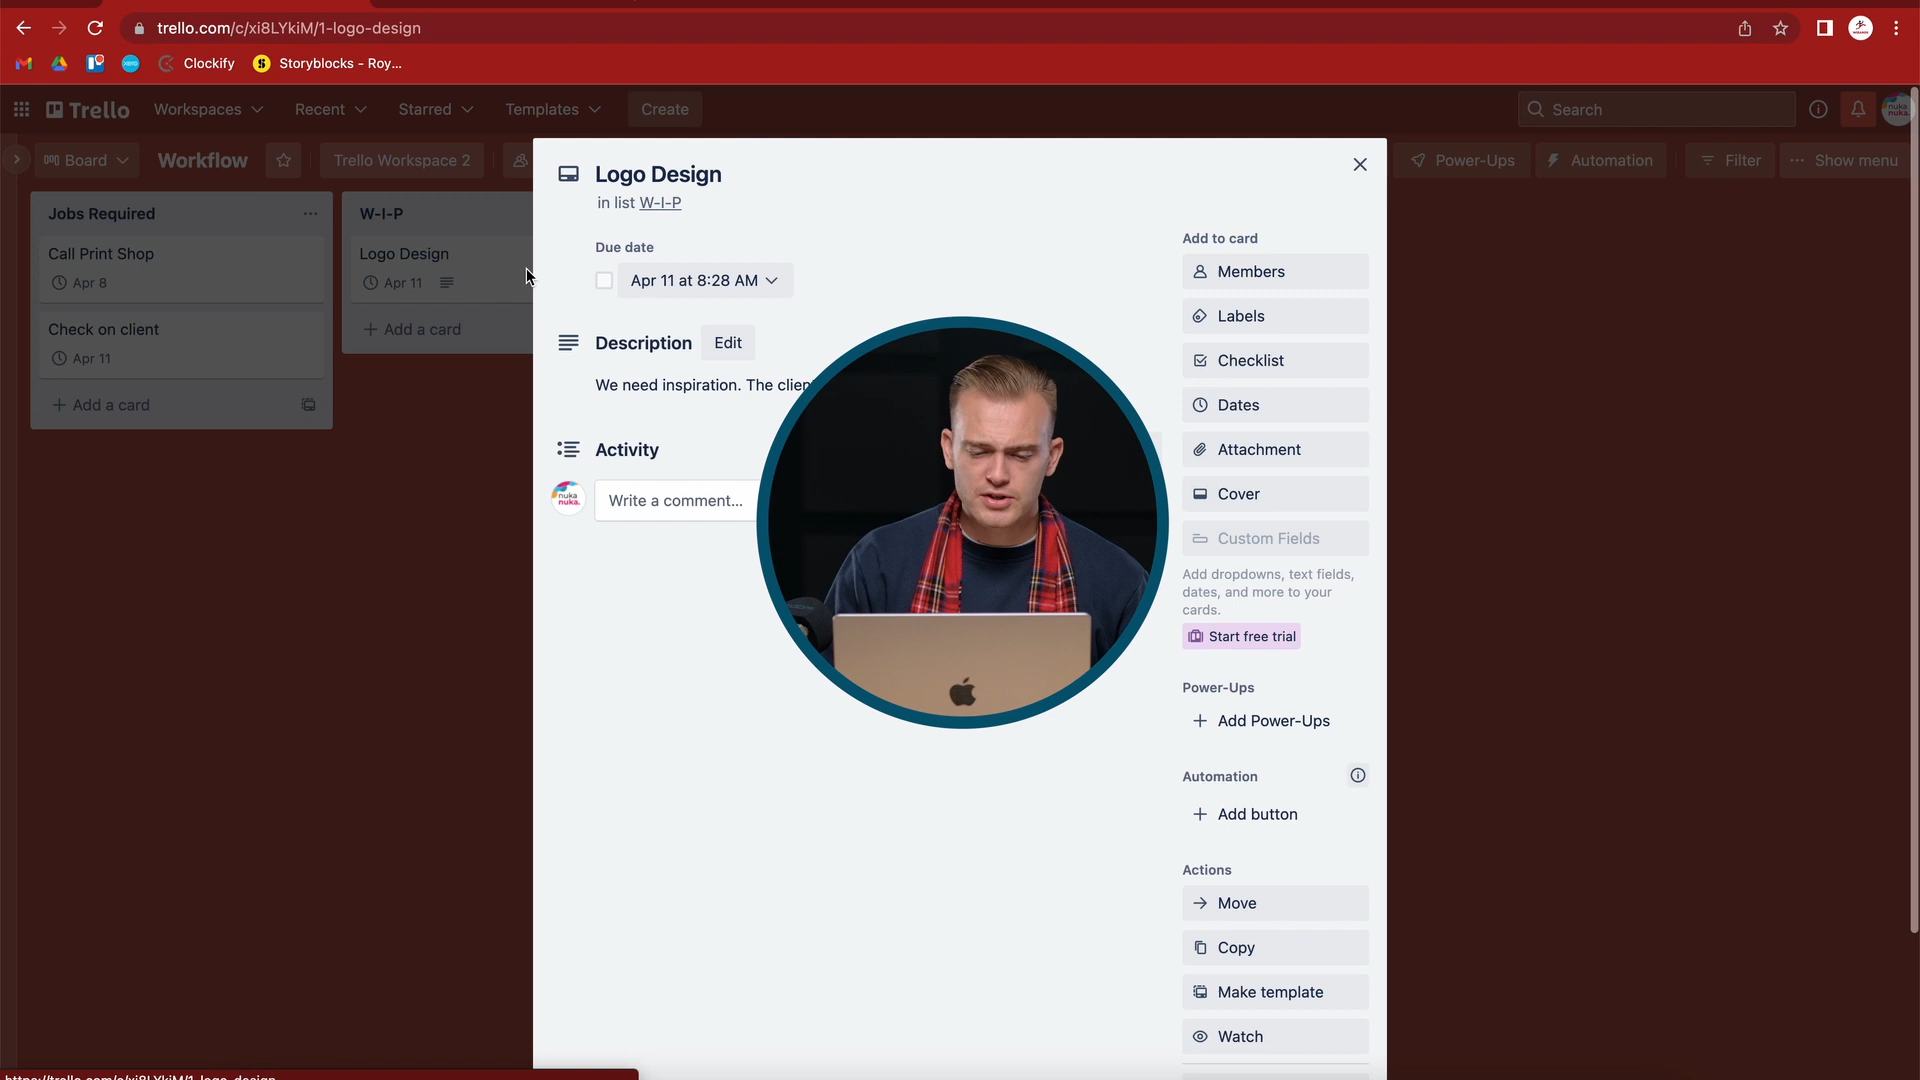 trello.com/c/xi8LYkiM/1-logo-design
Clockify
Storyblocks - Roy...
Trello
Workspaces
Recent
Starred
Templates
Create
Search
Board
Workflow
Trello Workspace 2
Power-Ups
Automation
Filter
Show menu
Jobs Required
Call Print Shop
Apr 8
Check on client
Apr 11
Add a card
W-I-P
Logo Design
Apr 11
Add a card
Logo Design
in list W-I-P
Due date
Apr 11 at 8:28 AM
Description
Edit
We need inspiration. The clien
Activity
nuka
nuka.
Write a comment...
Add to card
Members
Labels
Checklist
Dates
Attachment
Cover
Custom Fields
Add dropdowns, text fields,
dates, and more to your
cards.
Start free trial
Power-Ups
Add Power-Ups
Automation
Add button
Actions
Move
Copy
Make template
Watch